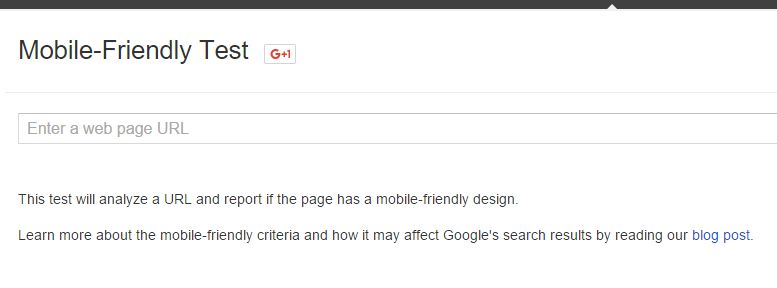 Mobile-Friendly Test G+1
Enter a web page URL
This test will analyze a URL and report if the page has a mobile-friendly design.
Learn more about the mobile-friendly criteria and how it may affect Google's search results by reading our blog post.